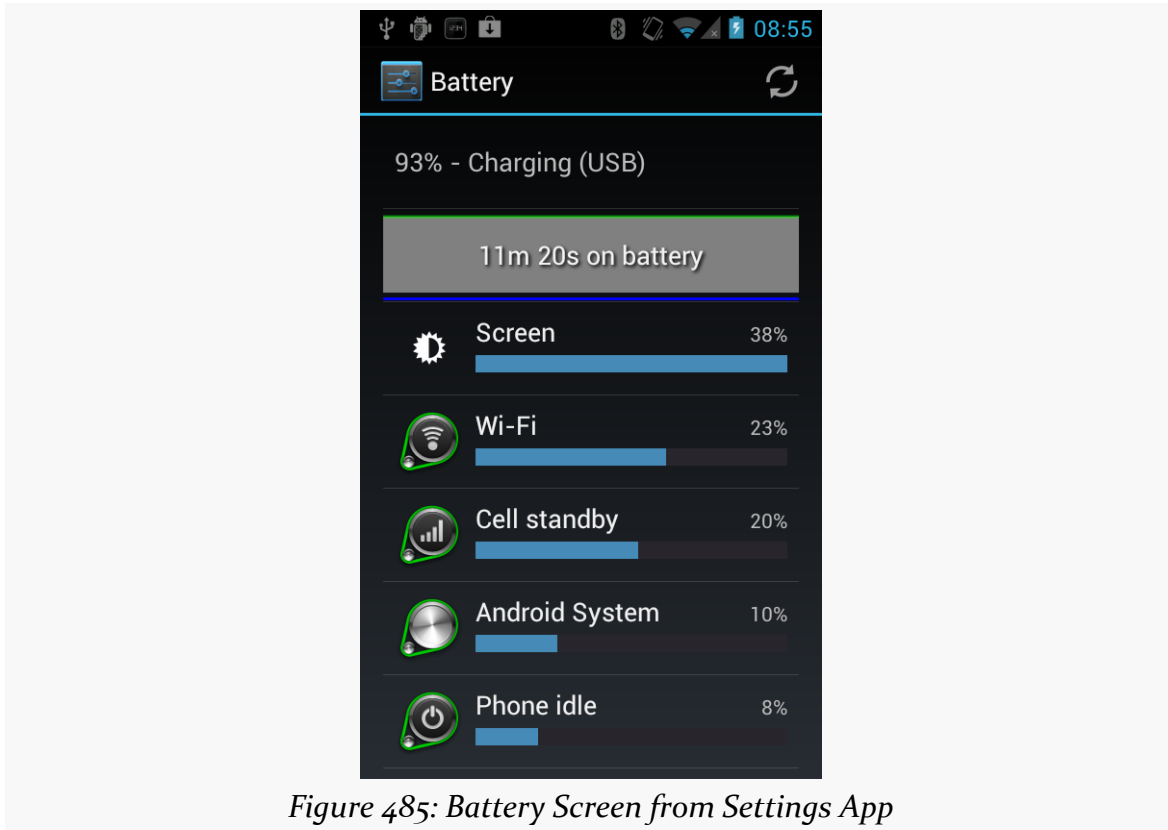 08:55
Battery
93% - Charging (USB)
11m 20s on battery
Screen 38%
Wi-Fi 23%
Cell standby 20%
Android System 10%
Phone idle 8%
Figure 485: Battery Screen from Settings App